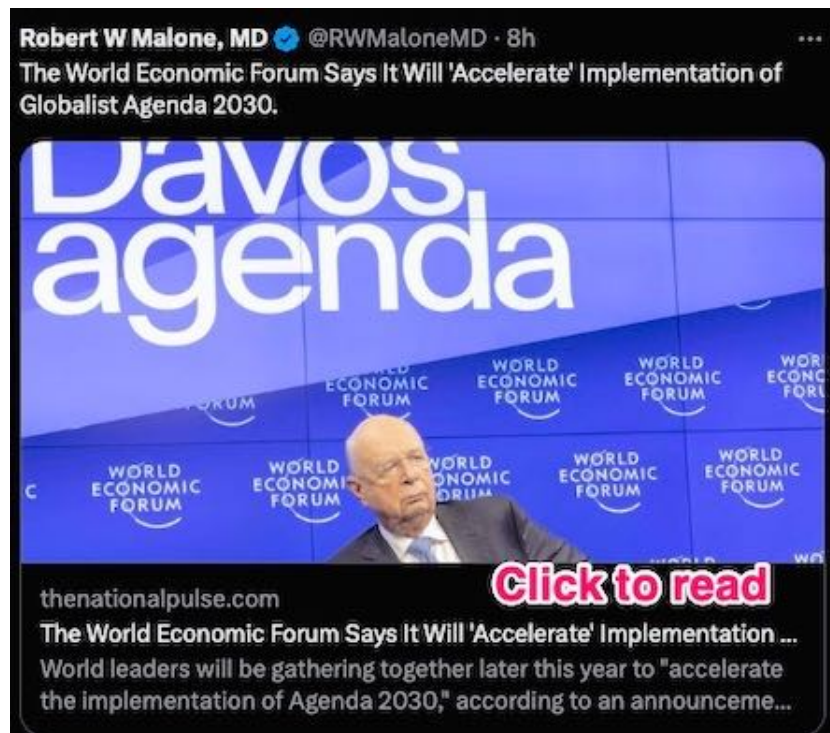 Robert W Malone, MD @RWMaloneMD · 8h
The World Economic Forum Says It Will 'Accelerate' Implementation of
Globalist Agenda 2030.
Davos
agenda
WORLD
ECONOMIC
FORUM
WORLD
ECONOMIC
FORUM
WORLD
ECONOMIC
FORUM
WORLD
ECONOMIC
FORUM
WORLD
ECONOMIC
FORUM
WORLD
ECONOMIC
FORUM
WORLD
ECONOMIC
FORUM
WORLD
ECONOMIC
FORUM
Click to read
thenationalpulse.com
The World Economic Forum Says It Will 'Accelerate' Implementation ...
World leaders will be gathering together later this year to "accelerate
the implementation of Agenda 2030," according to an announceme...